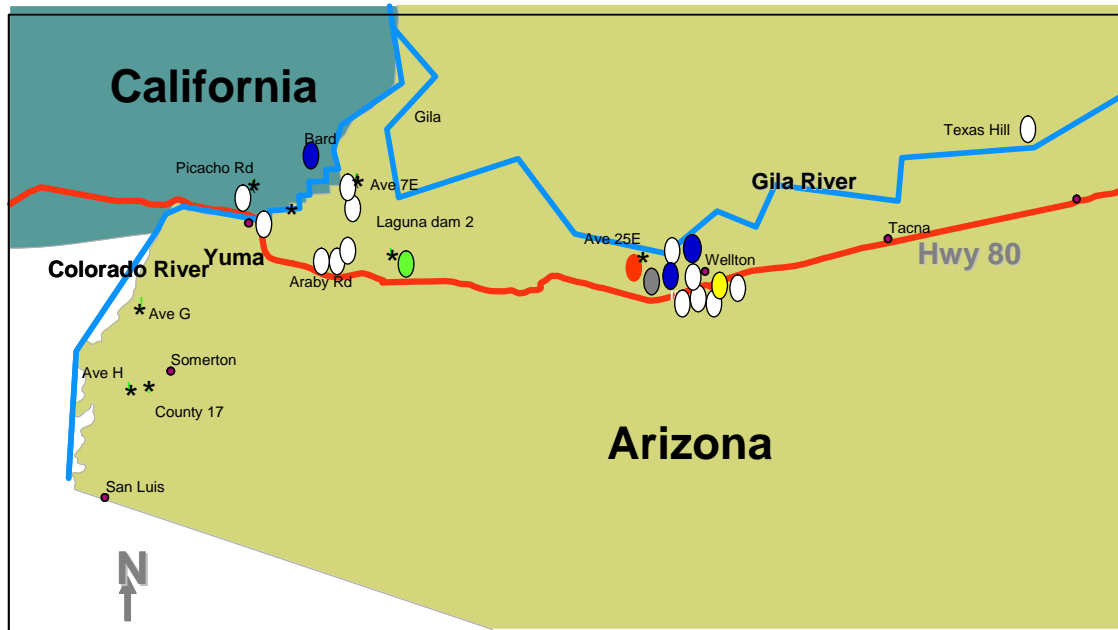 California
Gila
Bard
Texas Hill
Picacho Rd
Ave 7E
Gila River
Laguna dam 2
Tacna
Ave 25E
Yuma
Hwy 80
Wellton
Colorado River
Araby Rd
Ave G
Somerton
Ave H
County 17
Arizona
San Luis
N